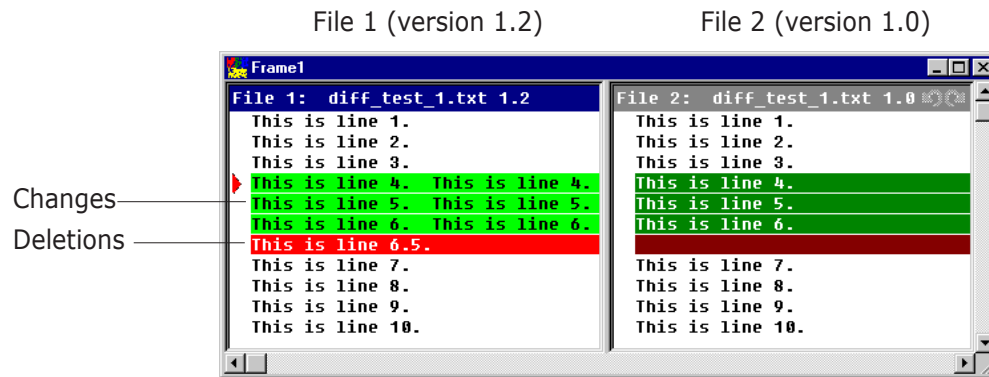 File 1 (version 1.2)
File 2 (version 1.0)
Frame1
File 1:  diff_test_1.txt 1.2
This is line 1.
This is line 2.
This is line 3.
This is line 4.  This is line 4.
This is line 5.  This is line 5.
This is line 6.  This is line 6.
This is line 6.5.
This is line 7.
This is line 8.
This is line 9.
This is line 10.
File 2:  diff_test_1.txt 1.0
This is line 1.
This is line 2.
This is line 3.
This is line 4.
This is line 5.
This is line 6.
This is line 7.
This is line 8.
This is line 9.
This is line 10.
Changes
Deletions